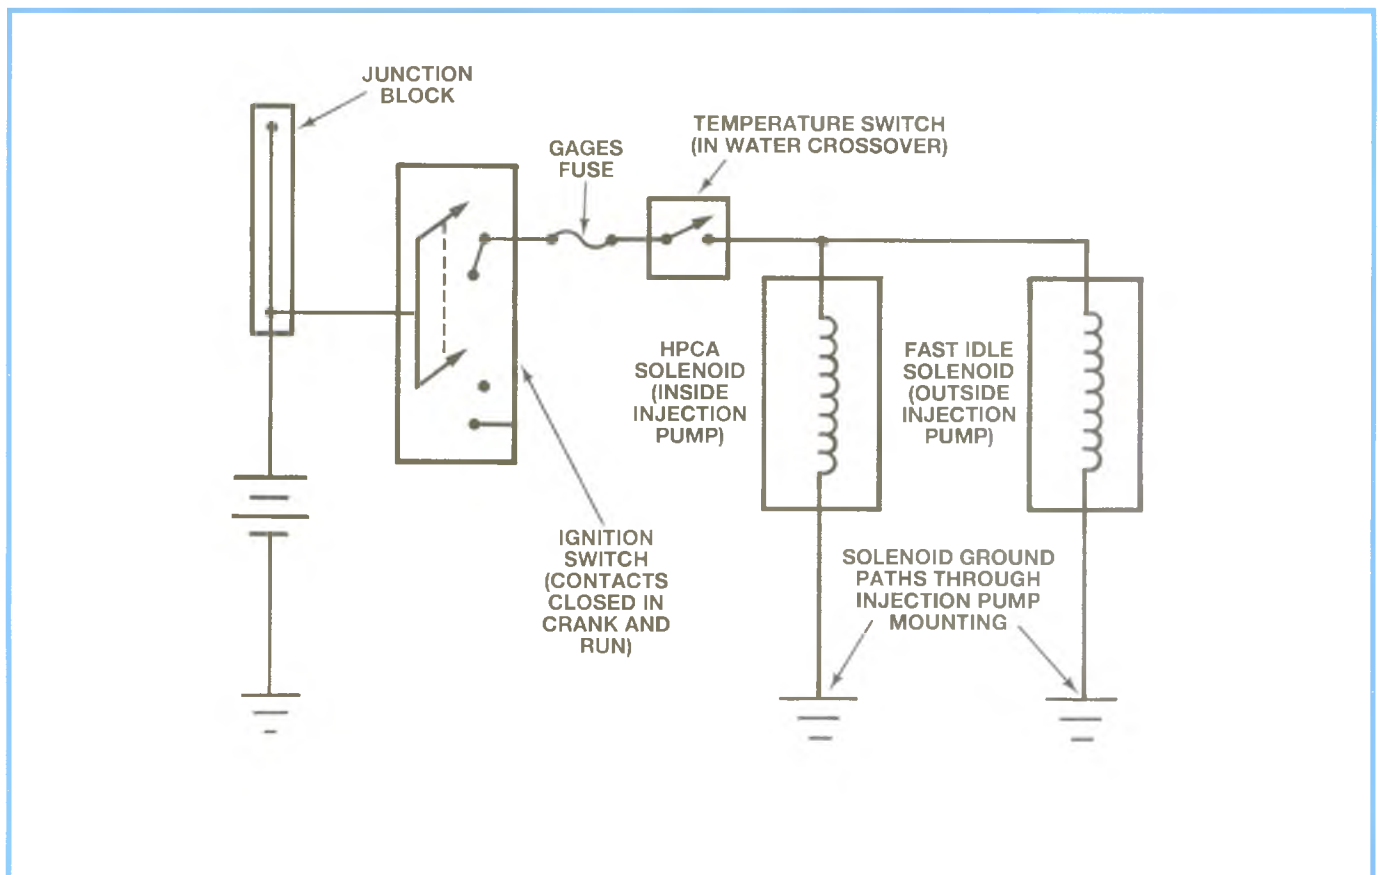 JUNCTION
BLOCK
GAGES
FUSE
TEMPERATURE SWITCH
(IN WATER CROSSOVER)
HPCA
SOLENOID
(INSIDE
INJECTION
PUMP)
FAST IDLE
SOLENOID
(OUTSIDE
INJECTION
PUMP)
IGNITION
SWITCH
(CONTACTS
CLOSED IN
CRANK AND
RUN)
SOLENOID GROUND
PATHS THROUGH
INJECTION PUMP
MOUNTING